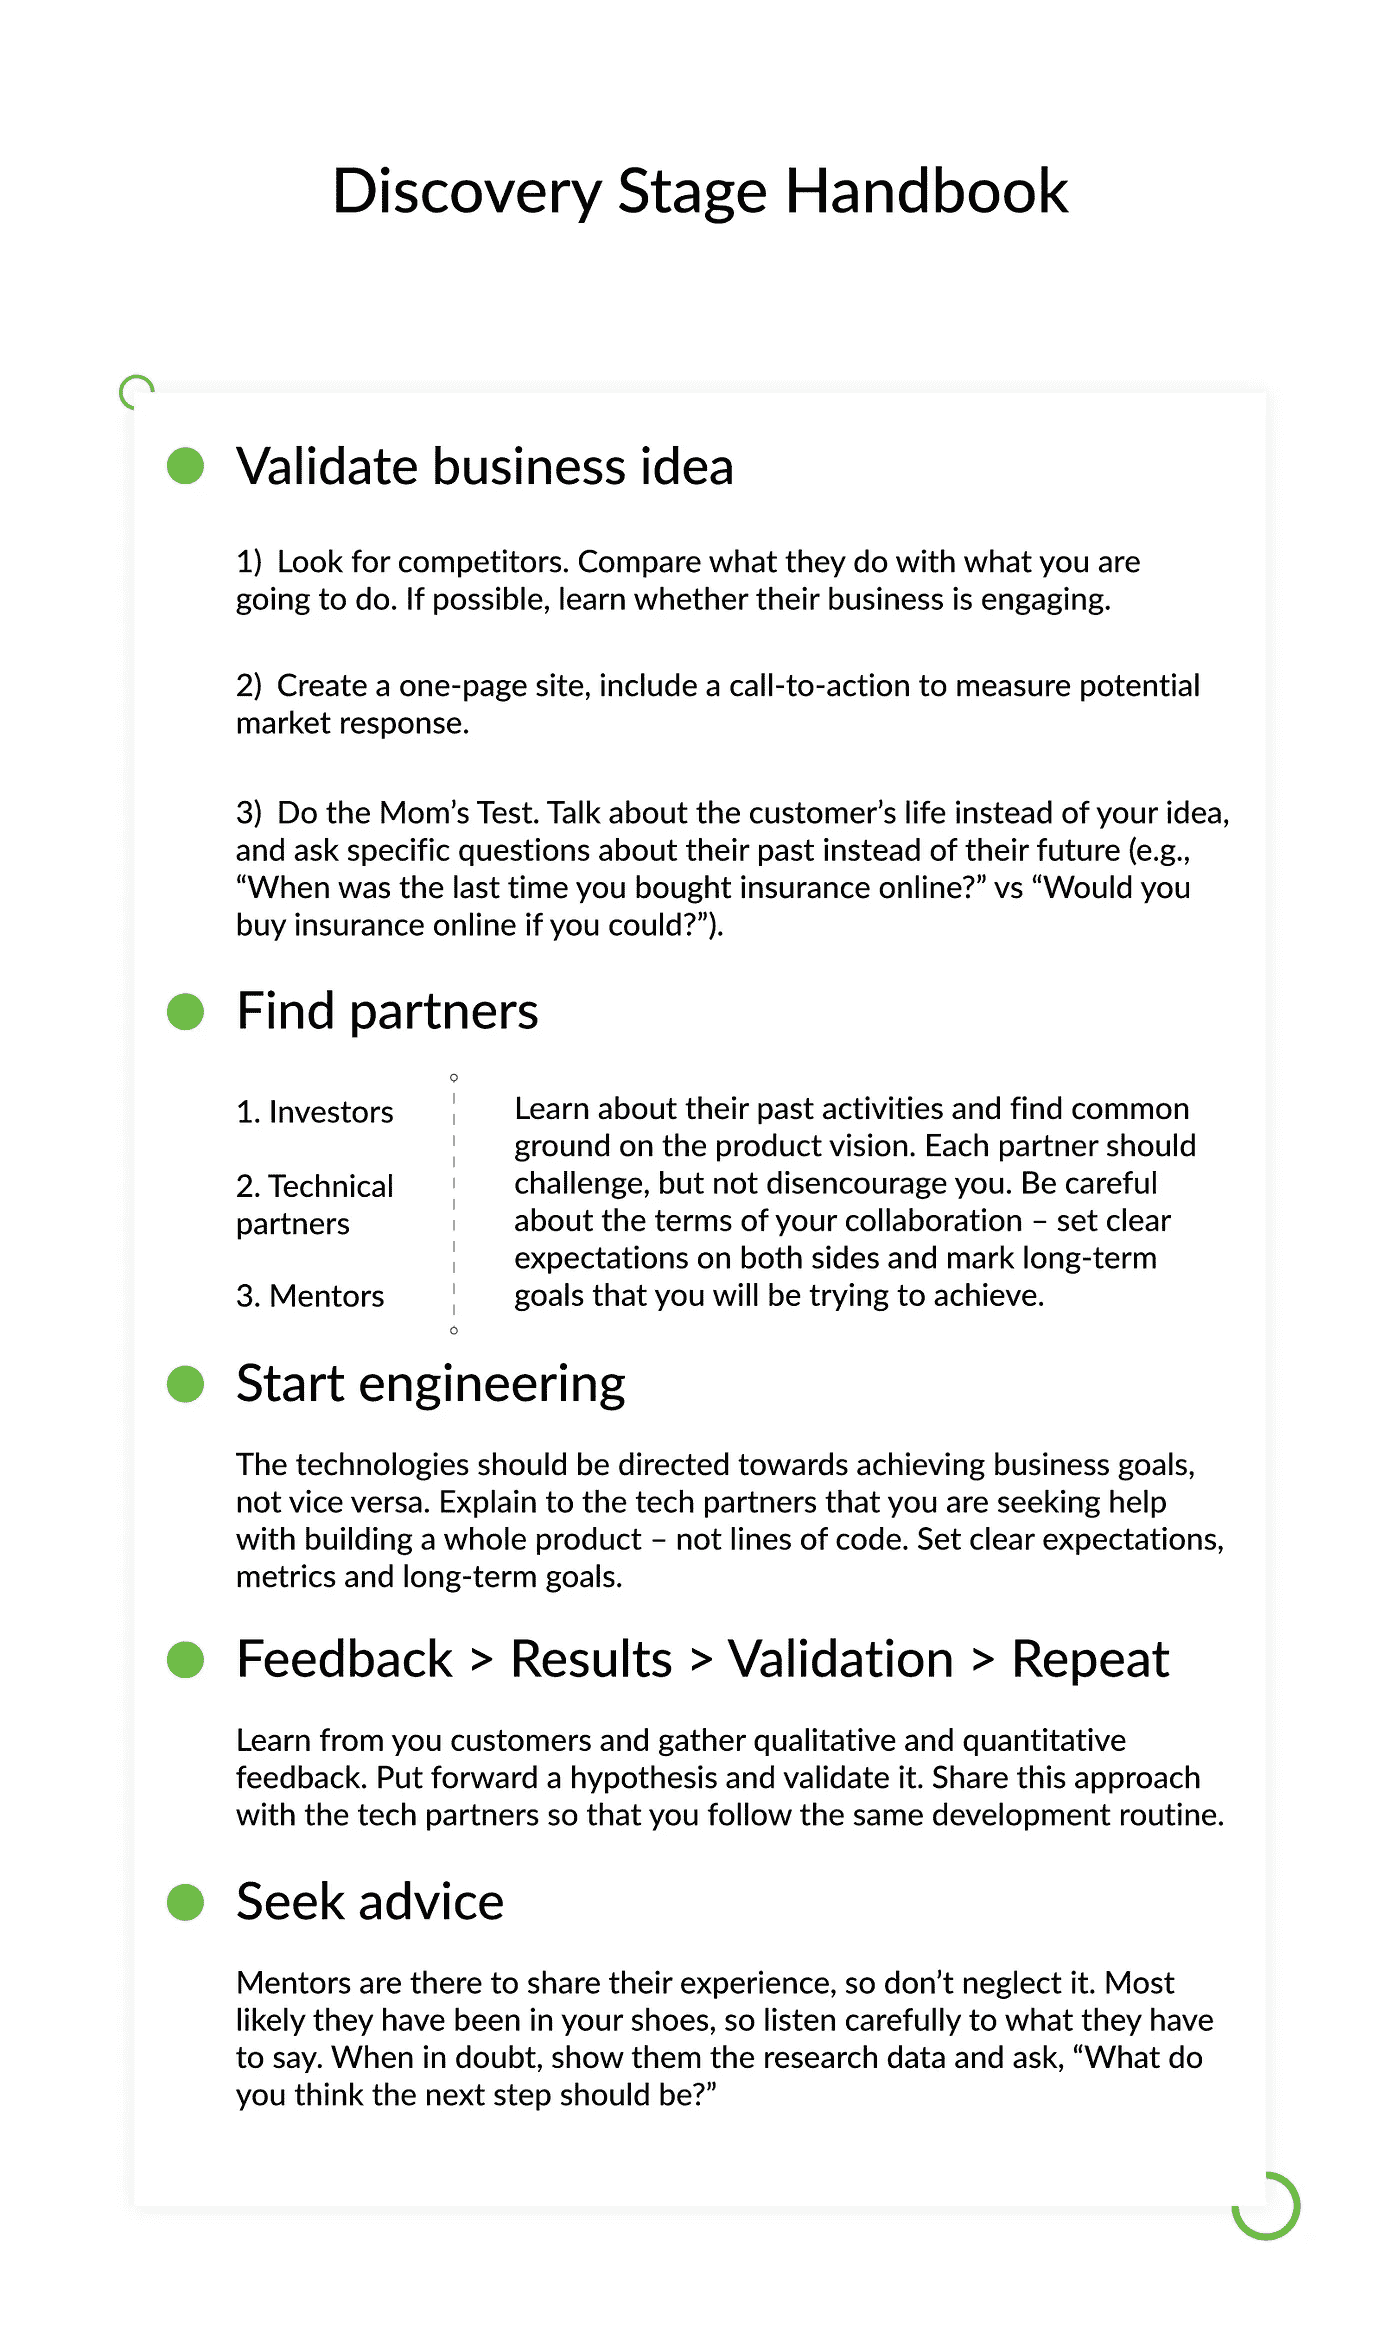 Discovery Stage Handbook
Validate business idea
1)  Look for competitors. Compare what they do with what you are
going to do. If possible, learn whether their business is engaging.
2)  Create a one-page site, include a call-to-action to measure potential
market response.
3)  Do the Mom’s Test. Talk about the customer’s life instead of your idea,
and ask specific questions about their past instead of their future (e.g.,
“When was the last time you bought insurance online?” vs “Would you
buy insurance online if you could?”).
Find partners
1. Investors
2. Technical
partners
3. Mentors
Learn about their past activities and find common
ground on the product vision. Each partner should
challenge, but not disencourage you. Be careful
about the terms of your collaboration – set clear
expectations on both sides and mark long-term
goals that you will be trying to achieve.
Start engineering
The technologies should be directed towards achieving business goals,
not vice versa. Explain to the tech partners that you are seeking help
with building a whole product – not lines of code. Set clear expectations,
metrics and long-term goals.
Feedback > Results > Validation > Repeat
Learn from you customers and gather qualitative and quantitative
feedback. Put forward a hypothesis and validate it. Share this approach
with the tech partners so that you follow the same development routine.
Seek advice
Mentors are there to share their experience, so don’t neglect it. Most
likely they have been in your shoes, so listen carefully to what they have
to say. When in doubt, show them the research data and ask, “What do
you think the next step should be?”